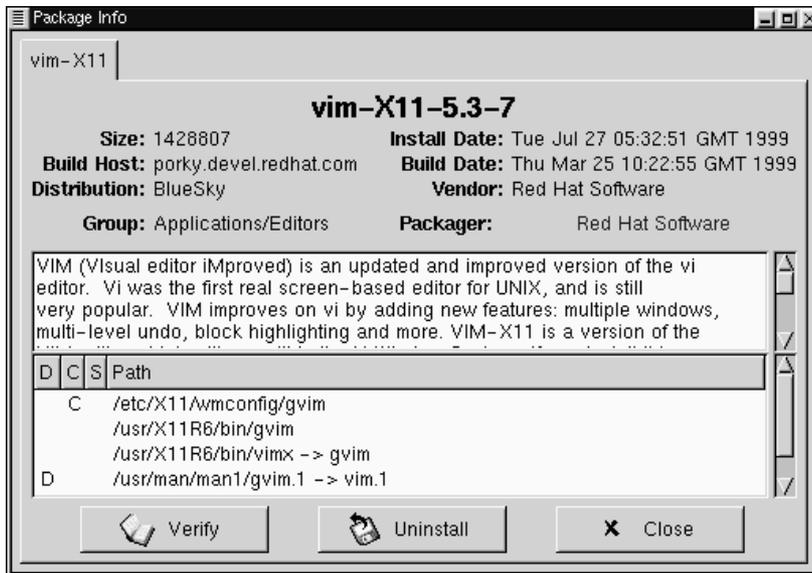 Package Info
vim-X11
vim-X11-5.3-7
Size: 1428807 Install Date: Tue Jul 27 05:32:51 GMT 1999
Build Host: porky.devel.redhat.com Build Date: Thu Mar 25 10:22:55 GMT 1999
Distribution: BlueSky Vendor: Red Hat Software
Group: Applications/Editors Packager: Red Hat Software
VIM (VIsual editor iMproved) is an updated and improved version of the vi
editor. Vi was the first real screen-based editor for UNIX, and is still
very popular. VIM improves on vi by adding new features: multiple windows,
multi-level undo, block highlighting and more. VIM-X11 is a version of the
D C S Path
C /etc/X11/wmconfig/gvim
/usr/X11R6/bin/gvim
/usr/X11R6/bin/vimx -> gvim
D /usr/man/man1/gvim.1 -> vim.1
Verify Uninstall Close